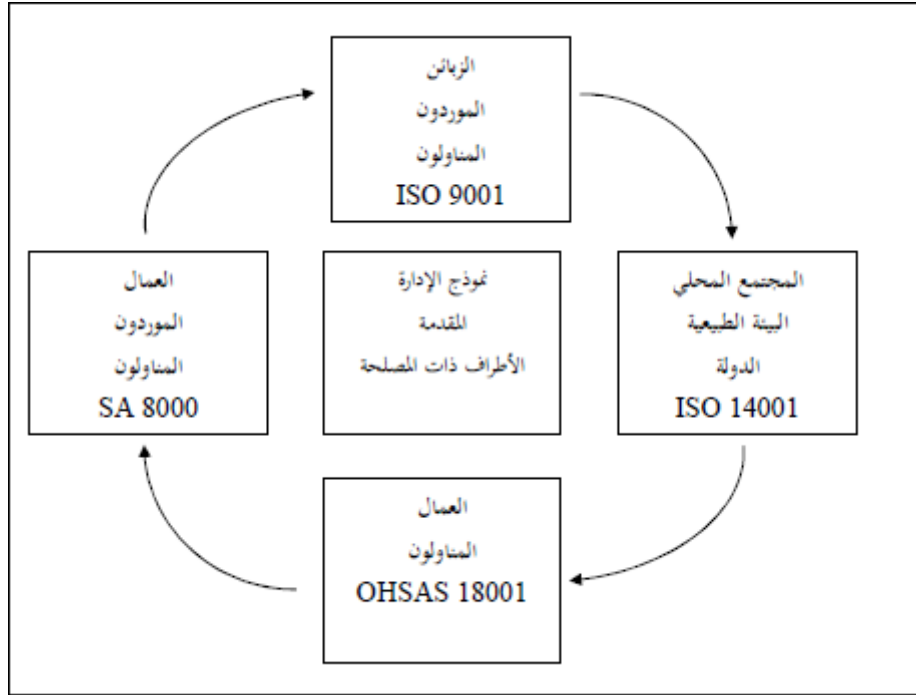 الزبائن
الموردون
المناولون
ISO 9001
العمال
الموردون
المناولون
SA 8000
نموذج الإدارة
المقدمة
الأطراف ذات المصلحة
المجتمع المحلي
البيئة الطبيعية
الدولة
ISO 14001
العمال
المناولون
OHSAS 18001